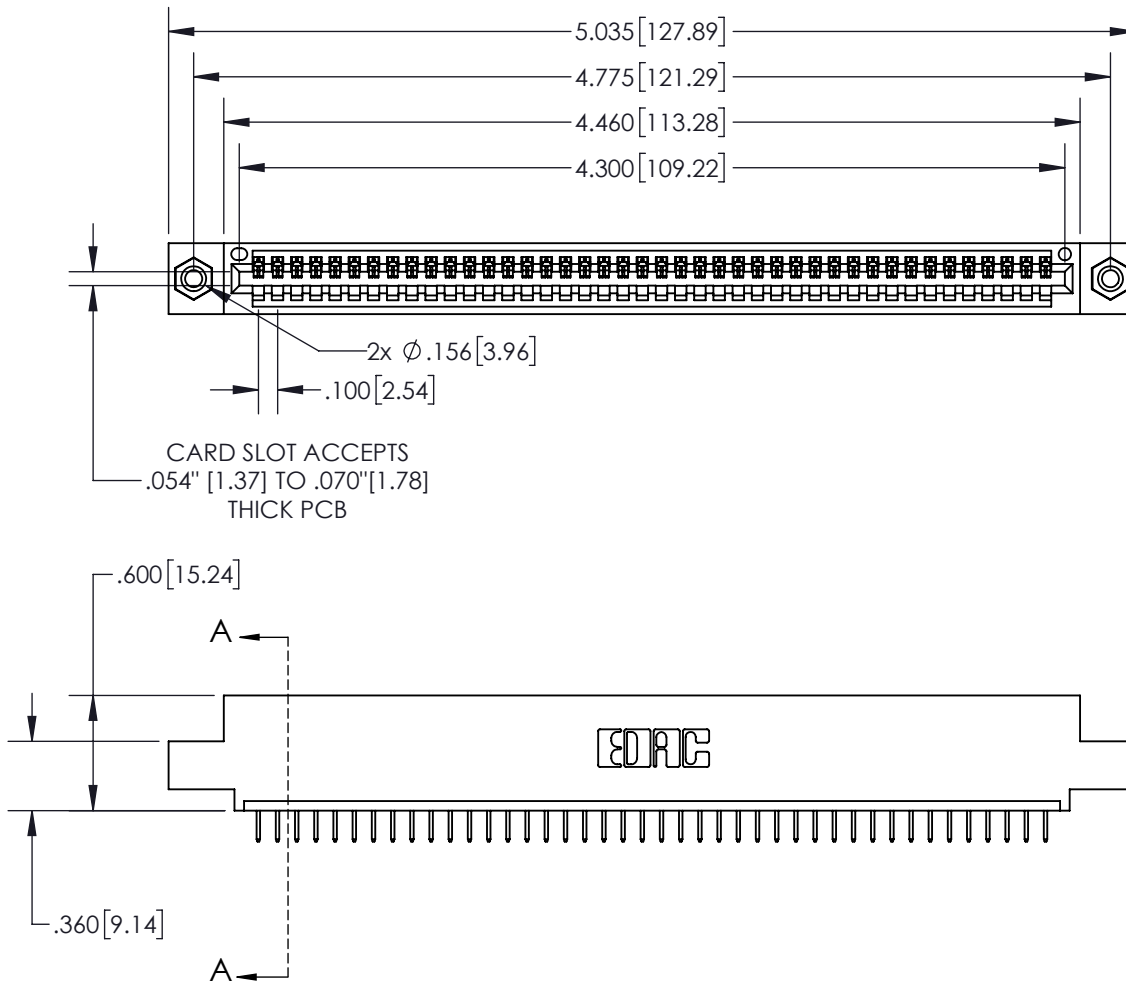 5.035[127.89]
4.775[121.29]
4.460[113.28]
4.300[109.22]
2x Ø.156[3.96]
.100[2.54]
CARD SLOT ACCEPTS
.054" [1.37] TO .070"[1.78]
THICK PCB
.600[15.24]
A
EDAC
.360[9.14]
A